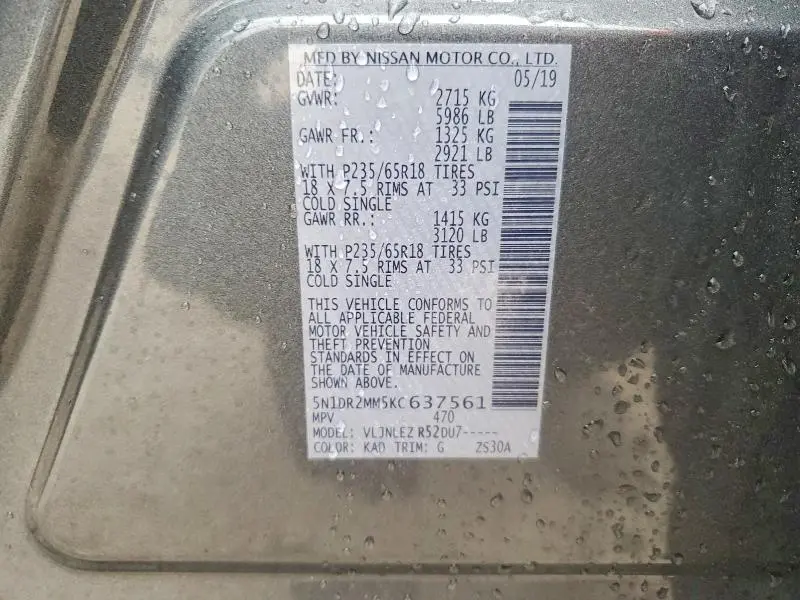 MFD BY NISSAN MOTOR CO., LTD.
DATE: 05/19
GVWR: 2715 KG
5986 LB
GAWR FR.: 1325 KG
2921 LB
WITH P235/65R18 TIRES
18 X 7.5 RIMS AT 33 PSI
COLD SINGLE
GAWR RR.: 1415 KG
3120 LB
WITH P235/65R18 TIRES
18 X 7.5 RIMS AT 33 PSI
COLD SINGLE
THIS VEHICLE CONFORMS TO
ALL APPLICABLE FEDERAL
MOTOR VEHICLE SAFETY AND
THEFT PREVENTION
STANDARDS IN EFFECT ON
THE DATE OF MANUFACTURE
SHOWN ABOVE.
5N1DR2MM5KC637561
MPV 470
MODEL: VLJNLEZ R52DU7-----
COLOR: KAD TRIM: G ZS30A